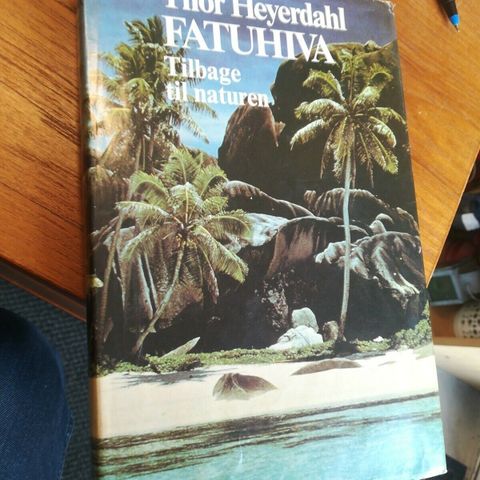 Thor Heyerdahl
FATUHIVA
Tilbage
til naturen